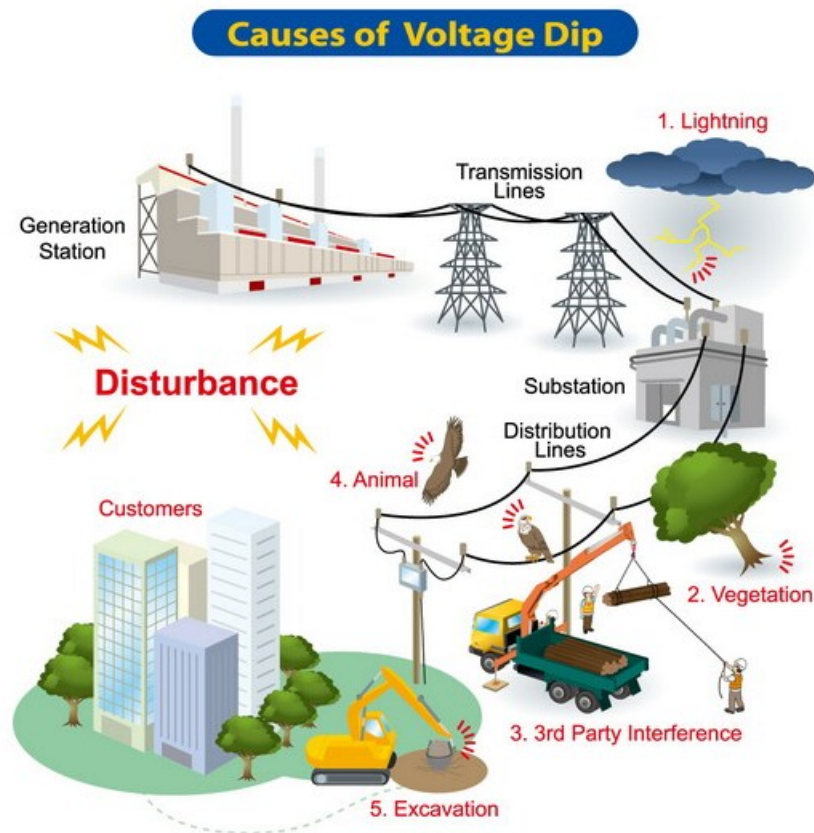 Causes of Voltage Dip
1. Lightning
Transmission
Lines
Generation
Station
Disturbance
Substation
Distribution
Lines
4. Animal
Customers
2. Vegetation
3. 3rd Party Interference
5. Excavation